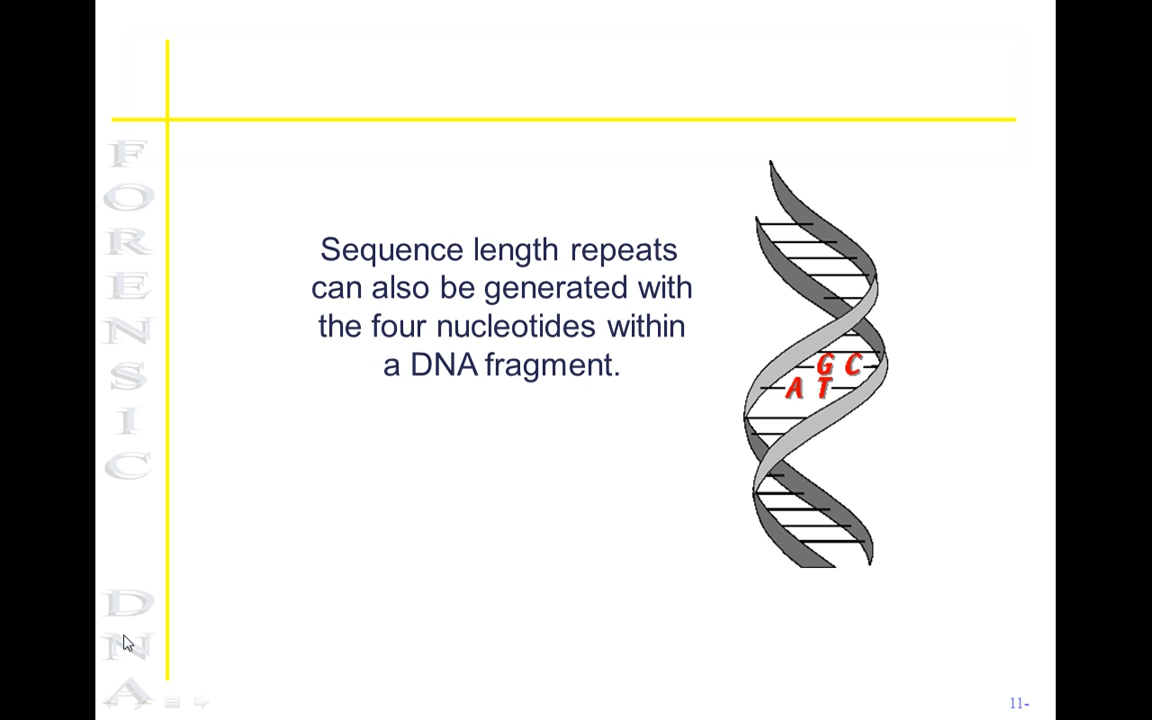 FORENSIC DNA
Sequence length repeats
can also be generated with
the four nucleotides within
a DNA fragment.
G C
A T
11-